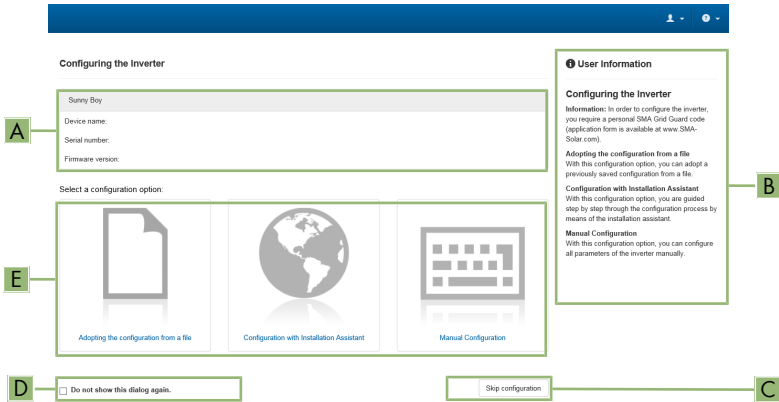 Configuring the Inverter
Sunny Boy
Device name:
Serial number:
Firmware version:
A
Select a configuration option:
E
Adopting the configuration from a file
Configuration with Installation Assistant
Manual Configuration
D
Do not show this dialog again.
Skip configuration
C
User Information
Configuring the Inverter
Information: In order to configure the inverter,
you require a personal SMA Grid Guard code
(application form is available at www.SMA-
Solar.com).
Adopting the configuration from a file
With this configuration option, you can adopt a
previously saved configuration from a file.
Configuration with Installation Assistant
With this configuration option, you are guided
step by step through the configuration process by
means of the installation assistant.
Manual Configuration
With this configuration option, you can configure
all parameters of the inverter manually.
B